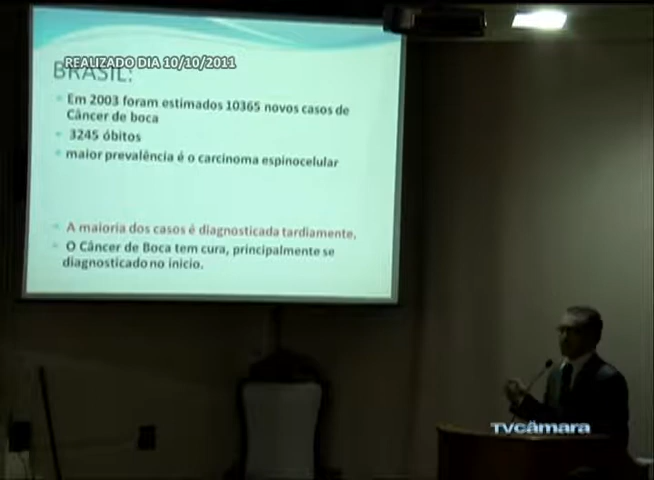 REALIZADO DIA 10/10/2011
BRASIL:
Em 2003 foram estimados 10365 novos casos de
Câncer de boca
3245 óbitos
maior prevalência é o carcinoma espinocelular
A maioria dos casos é diagnosticada tardiamente.
O Câncer de Boca tem cura, principalmente se
diagnosticado no inicio.
TVcâmara